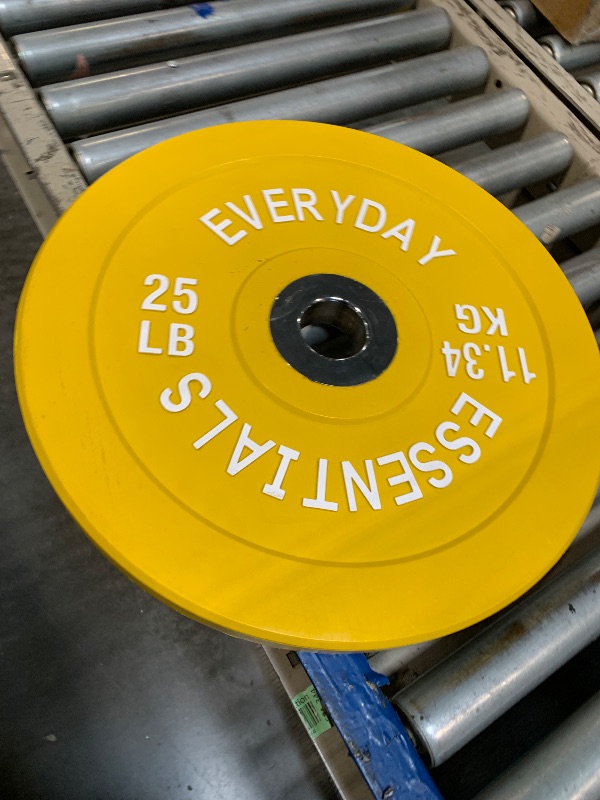 EVERYDAY
25
LB
11.34
KG
ESSENTIALS